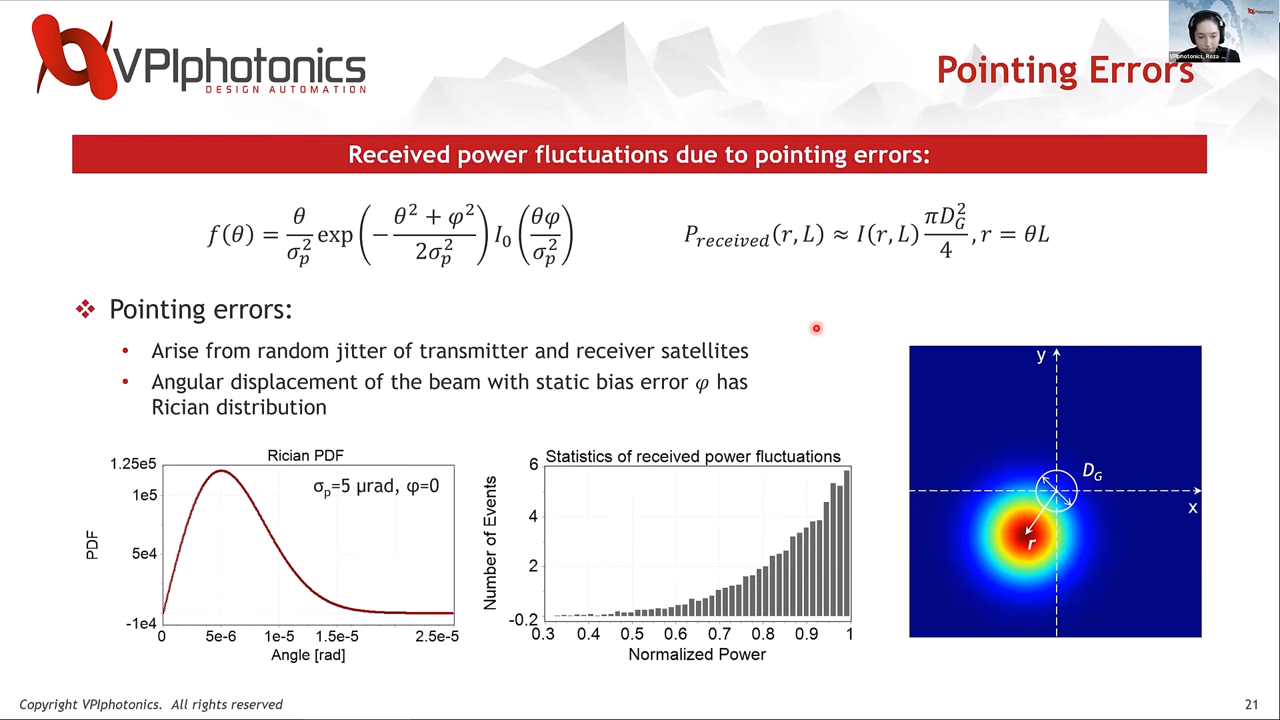 VPIphotonics
DESIGN AUTOMATION
VPIphotonics, Roza ...
Pointing Errors
Received power fluctuations due to pointing errors:
f(θ) = θ/σ_p² exp(−(θ² + φ²)/(2σ_p²)) I₀(θφ/σ_p²)
P_received(r, L) ≈ I(r, L) πD_G²/4, r = θL
❖ Pointing errors:
• Arise from random jitter of transmitter and receiver satellites
• Angular displacement of the beam with static bias error φ has
Rician distribution
Rician PDF
σp=5 μrad, φ=0
1.25e5
1e5
5e4
-1e4
PDF
0 5e-6 1e-5 1.5e-5 2.5e-5
Angle [rad]
Statistics of received power fluctuations
6
4
2
-0.2
Number of Events
0.3 0.4 0.5 0.6 0.7 0.8 0.9 1
Normalized Power
y
D_G
x
r
Copyright VPIphotonics. All rights reserved
21